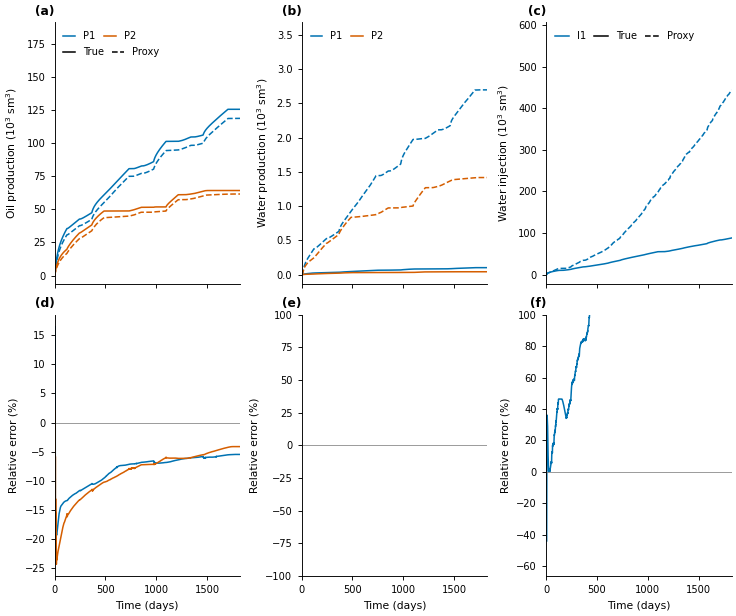 (a)
Oil production (10³ sm³)
175
150
125
100
75
50
25
0
P1 P2
True Proxy
(b)
Water production (10³ sm³)
3.5
3.0
2.5
2.0
1.5
1.0
0.5
0.0
P1 P2
(c)
Water injection (10³ sm³)
600
500
400
300
200
100
0
I1 True Proxy
(d)
Relative error (%)
15
10
5
0
−5
−10
−15
−20
−25
0 500 1000 1500
Time (days)
(e)
Relative error (%)
100
75
50
25
0
−25
−50
−75
−100
0 500 1000 1500
Time (days)
(f)
Relative error (%)
100
80
60
40
20
0
−20
−40
−60
0 500 1000 1500
Time (days)